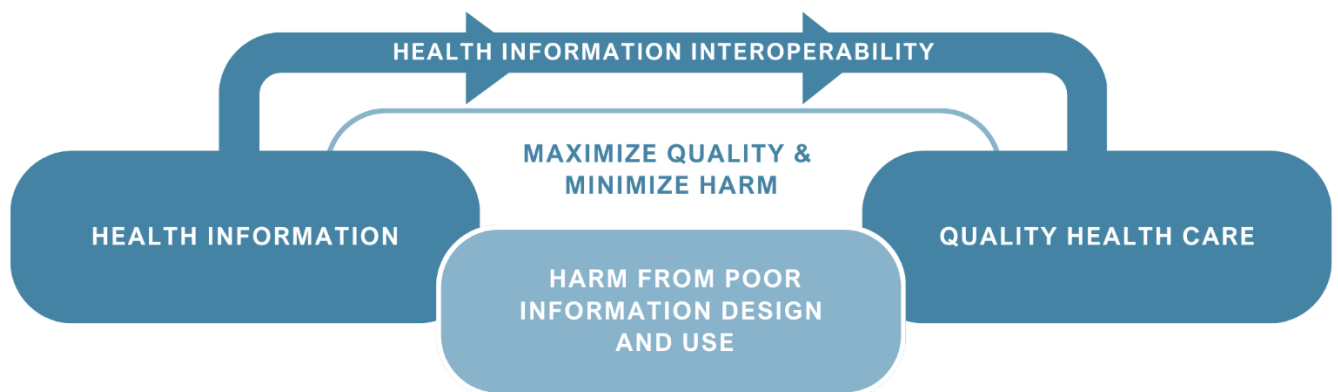 HEALTH INFORMATION INTEROPERABILITY
MAXIMIZE QUALITY &
MINIMIZE HARM
HEALTH INFORMATION
QUALITY HEALTH CARE
HARM FROM POOR
INFORMATION DESIGN
AND USE